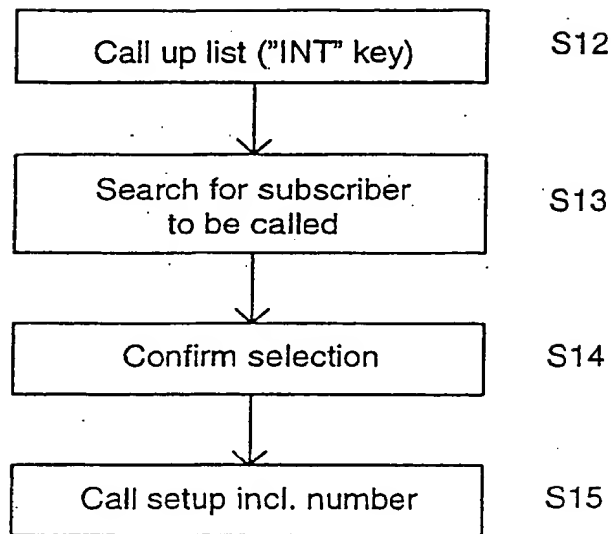 Call up list ("INT" key)
S12
Search for subscriber
to be called
S13
Confirm selection
S14
Call setup incl. number
S15